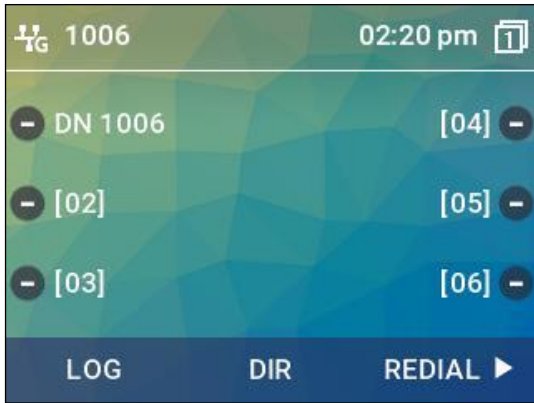 G 1006 02:20 pm 1
DN 1006 [04]
[02] [05]
[03] [06]
LOG DIR REDIAL